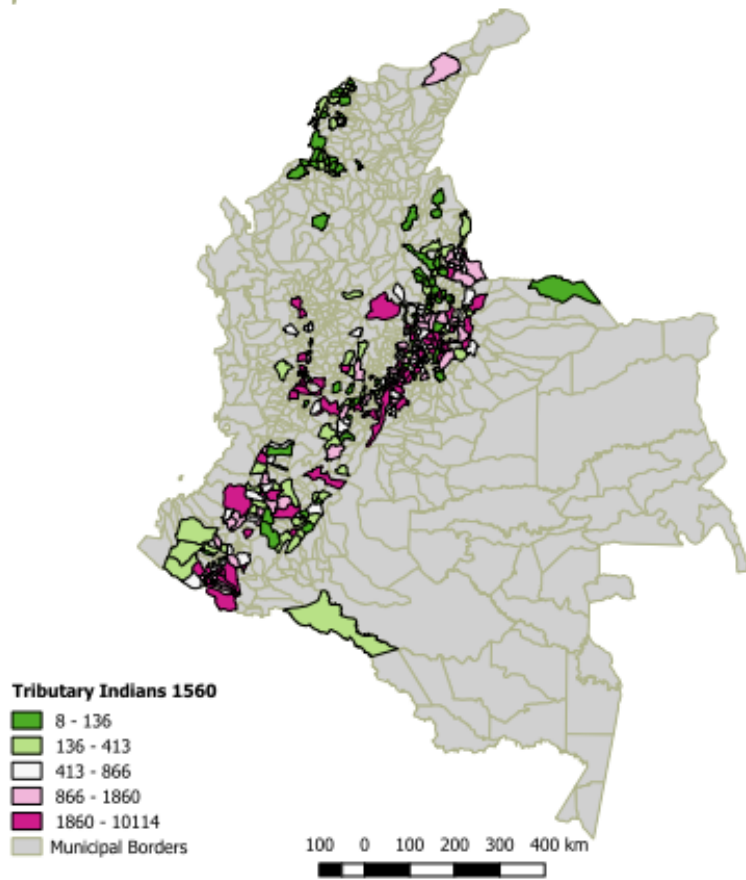 Tributary Indians 1560
8 - 136
136 - 413
413 - 866
866 - 1860
1860 - 10114
Municipal Borders
100 0 100 200 300 400 km